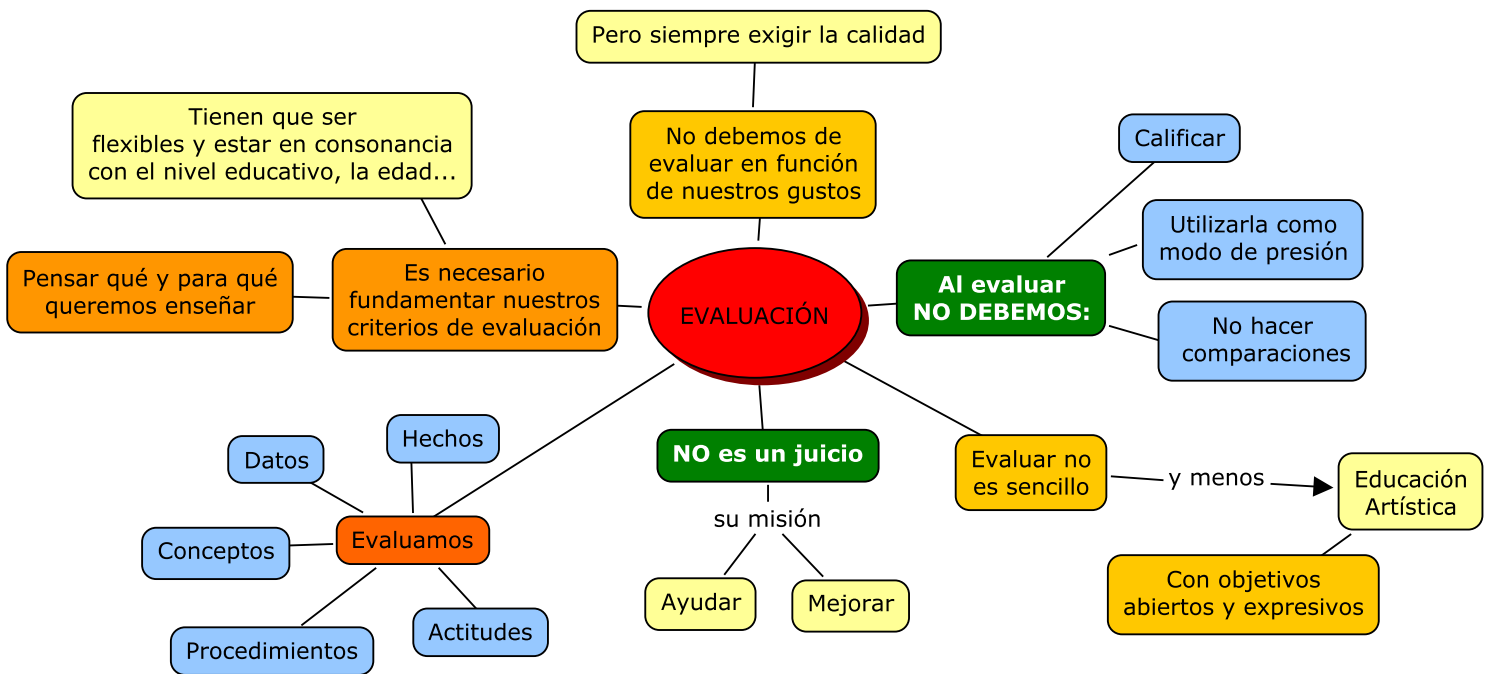 Pero siempre exigir la calidad
Tienen que ser
flexibles y estar en consonancia
con el nivel educativo, la edad...
No debemos de
evaluar en función
de nuestros gustos
Calificar
Utilizarla como
modo de presión
Pensar qué y para qué
queremos enseñar
Es necesario
fundamentar nuestros
criterios de evaluación
EVALUACIÓN
Al evaluar
NO DEBEMOS:
No hacer
comparaciones
Hechos
Datos
Conceptos
Evaluamos
Procedimientos
Actitudes
NO es un juicio
su misión
Ayudar
Mejorar
Evaluar no
es sencillo
y menos
Educación
Artística
Con objetivos
abiertos y expresivos